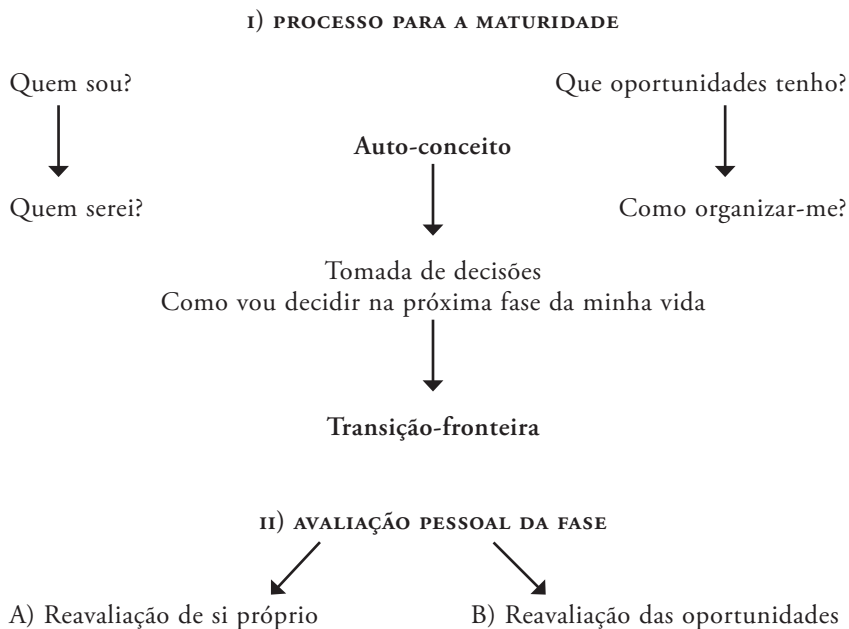 I) PROCESSO PARA A MATURIDADE
Quem sou?
Que oportunidades tenho?
Auto-conceito
Quem serei?
Como organizar-me?
Tomada de decisões
Como vou decidir na próxima fase da minha vida
Transição-fronteira
II) AVALIAÇÃO PESSOAL DA FASE
A) Reavaliação de si próprio
B) Reavaliação das oportunidades